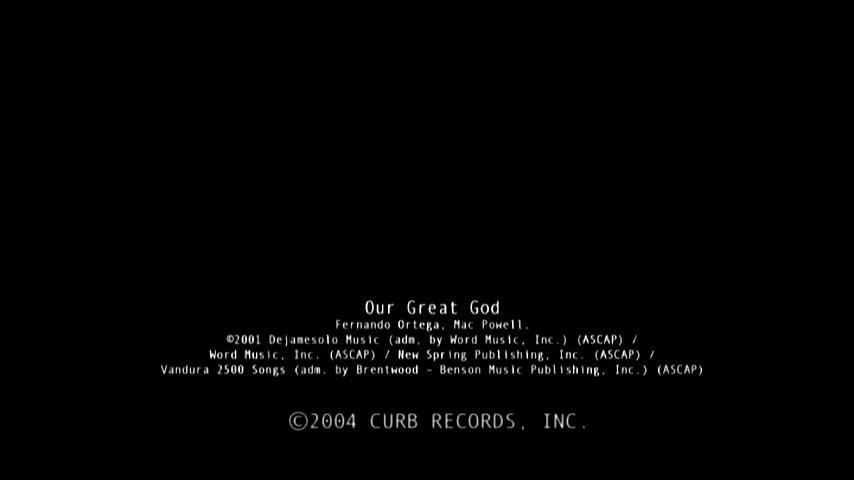 Our Great God
Fernando Ortega, Mac Powell.
©2001 Dejamesolo Music (adm. by Word Music, Inc.) (ASCAP) /
Word Music, Inc. (ASCAP) / New Spring Publishing, Inc. (ASCAP) /
Vandura 2500 Songs (adm. by Brentwood - Benson Music Publishing, Inc.) (ASCAP)
©2004 CURB RECORDS, INC.